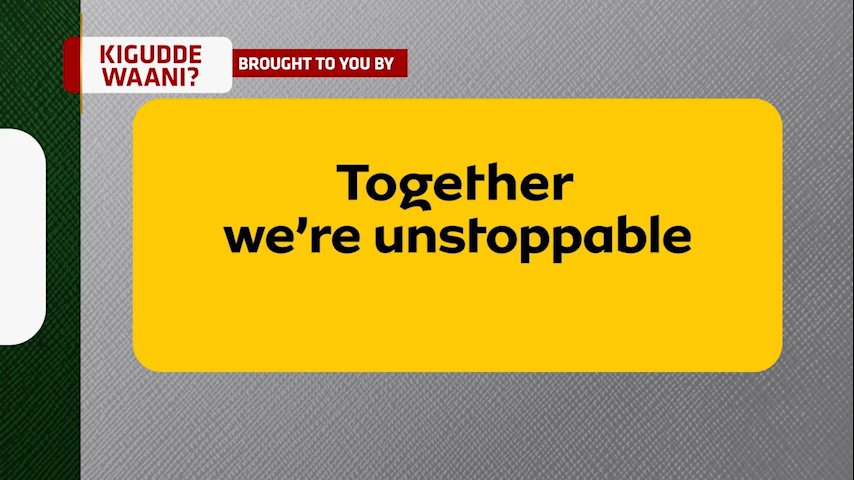 KIGUDDE
WAANI?
BROUGHT TO YOU BY
Together
we're unstoppable